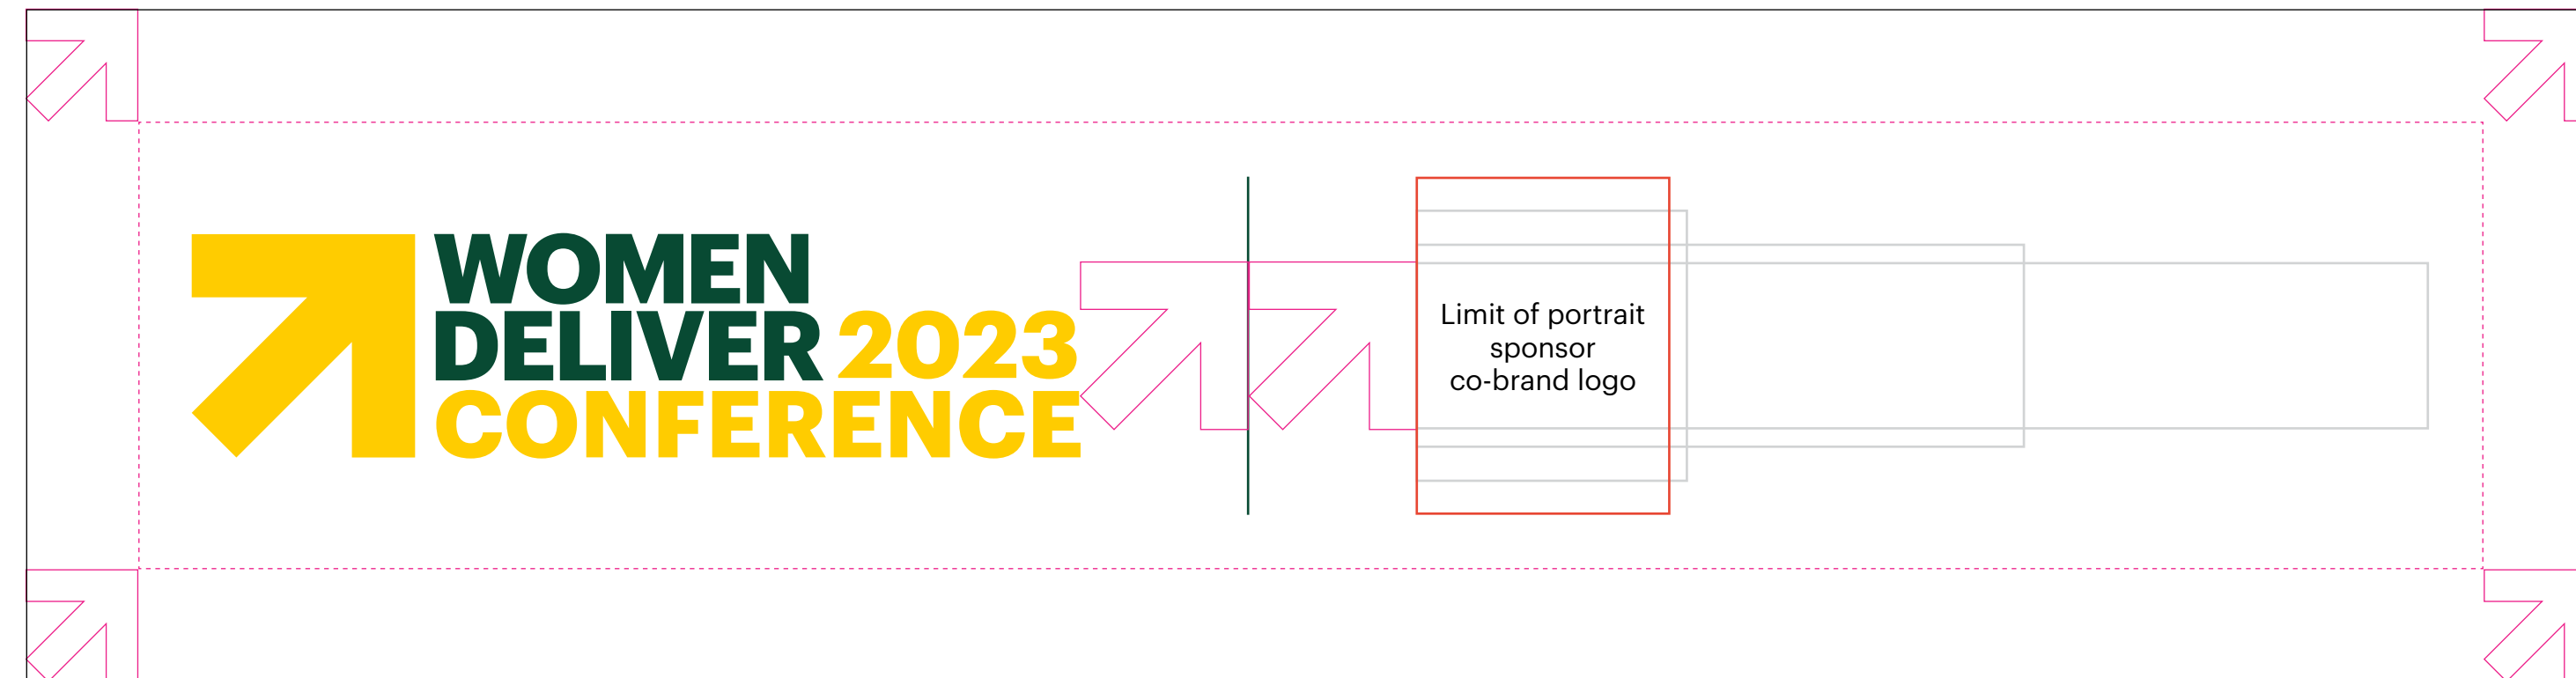 WOMEN
DELIVER 2023
CONFERENCE
Limit of portrait
sponsor
co-brand logo